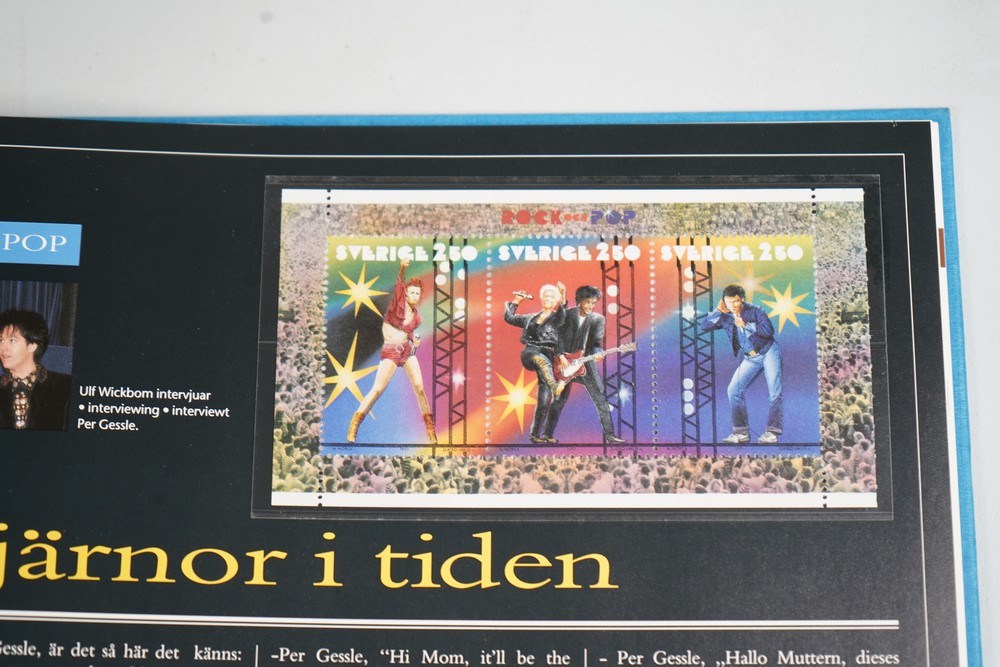 POP
ROCK OCH POP
SVERIGE 2 50
SVERIGE 2 50
SVERIGE 2 50
Ulf Wickbom intervjuar
• interviewing • interviewt
Per Gessle.
järnor i tiden
Gessle, är det så här det känns:
-Per Gessle, “Hi Mom, it’ll be the
- Per Gessle, „Hallo Muttern, dieses